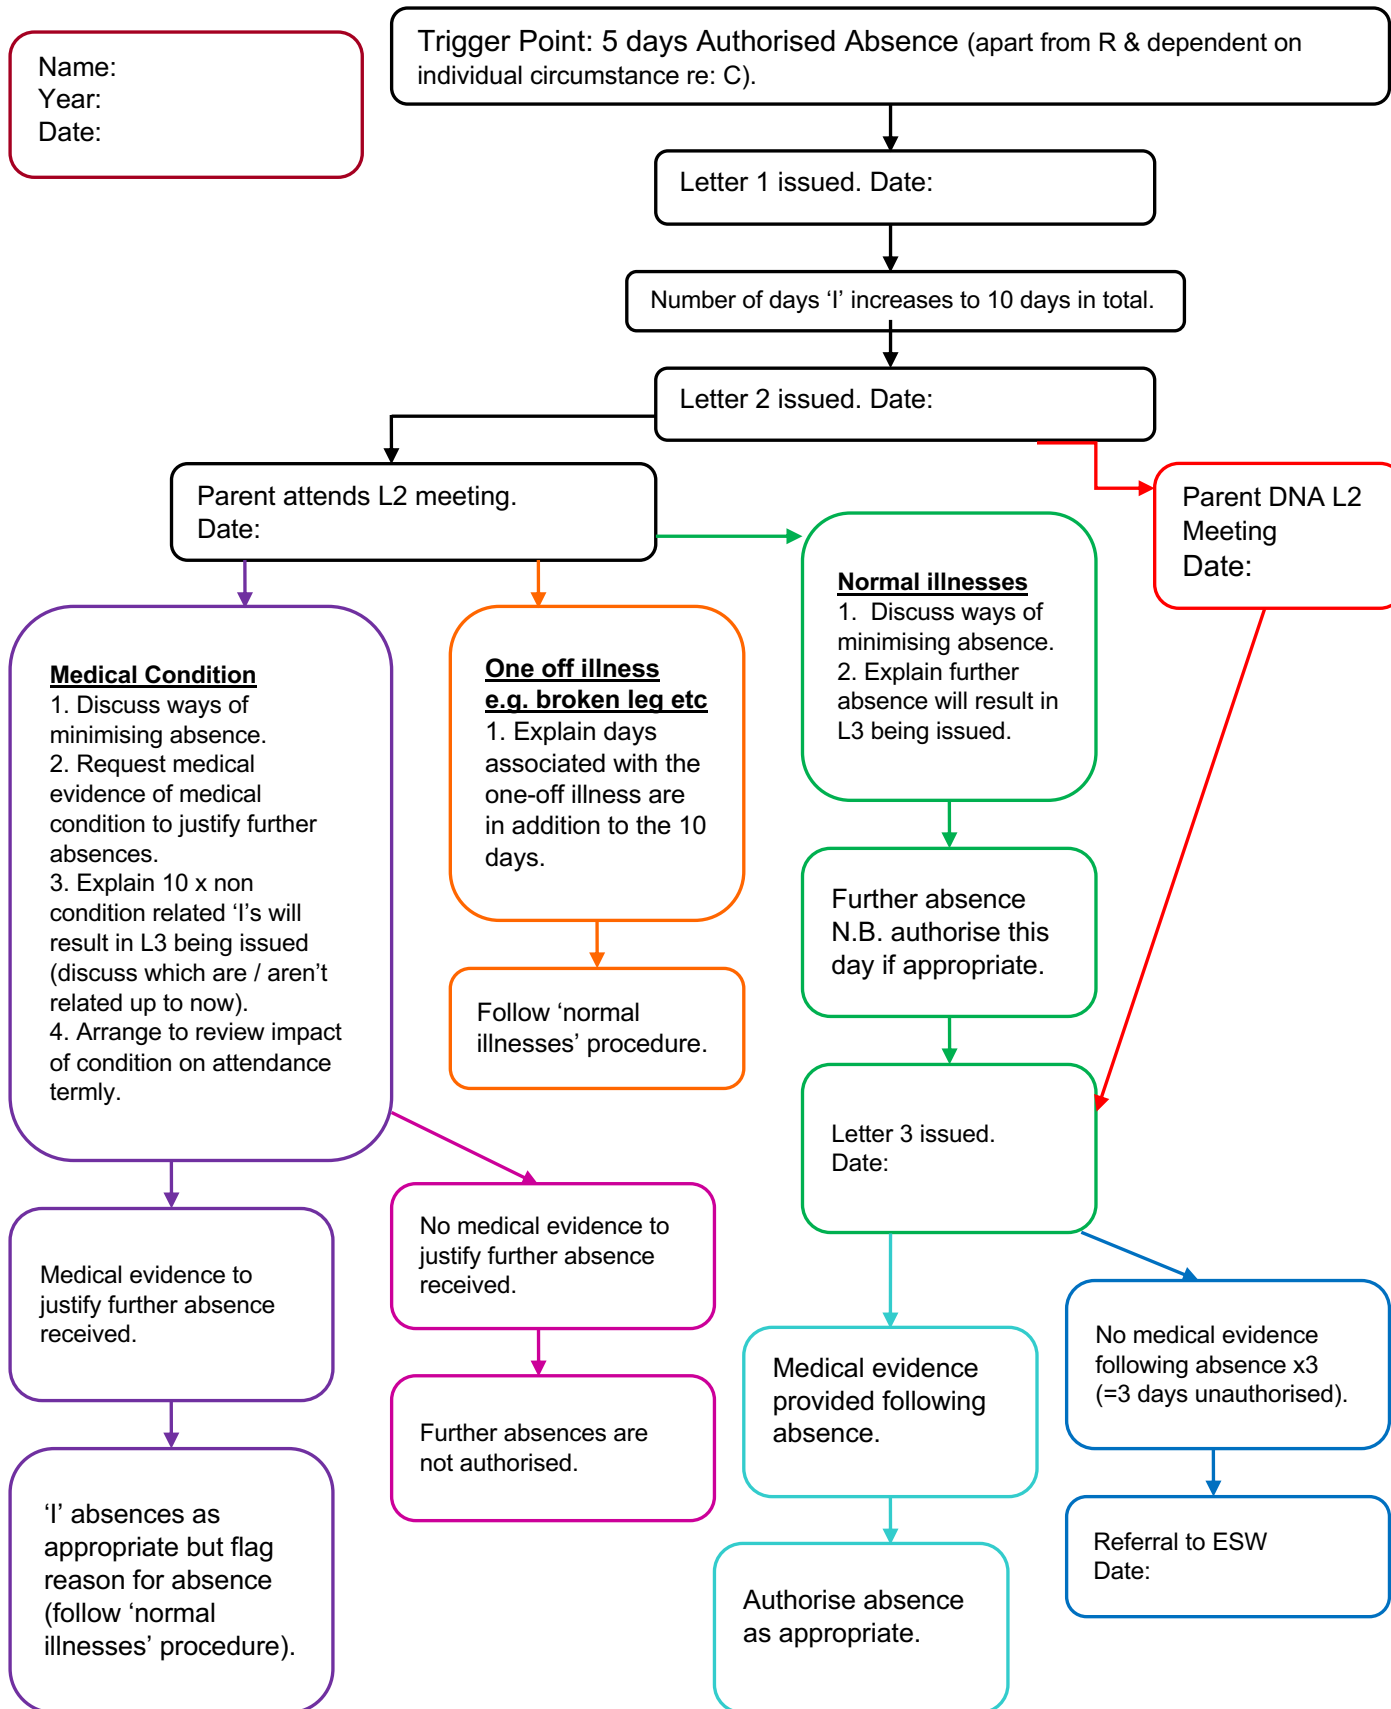 Name:
Year:
Date:
Trigger Point: 5 days Authorised Absence (apart from R & dependent on
individual circumstance re: C).
Letter 1 issued. Date:
Number of days ‘I’ increases to 10 days in total.
Letter 2 issued. Date:
Parent attends L2 meeting.
Date:
Parent DNA L2
Meeting
Date:
Medical Condition
1. Discuss ways of
minimising absence.
2. Request medical
evidence of medical
condition to justify further
absences.
3. Explain 10 x non
condition related ‘I’s will
result in L3 being issued
(discuss which are / aren’t
related up to now).
4. Arrange to review impact
of condition on attendance
termly.
One off illness
e.g. broken leg etc
1. Explain days
associated with the
one-off illness are
in addition to the 10
days.
Normal illnesses
1. Discuss ways of
minimising absence.
2. Explain further
absence will result in
L3 being issued.
Further absence
N.B. authorise this
day if appropriate.
Follow ‘normal
illnesses’ procedure.
Letter 3 issued.
Date:
Medical evidence to
justify further absence
received.
No medical evidence to
justify further absence
received.
Medical evidence
provided following
absence.
No medical evidence
following absence x3
(=3 days unauthorised).
‘I’ absences as
appropriate but flag
reason for absence
(follow ‘normal
illnesses’ procedure).
Further absences are
not authorised.
Authorise absence
as appropriate.
Referral to ESW
Date: